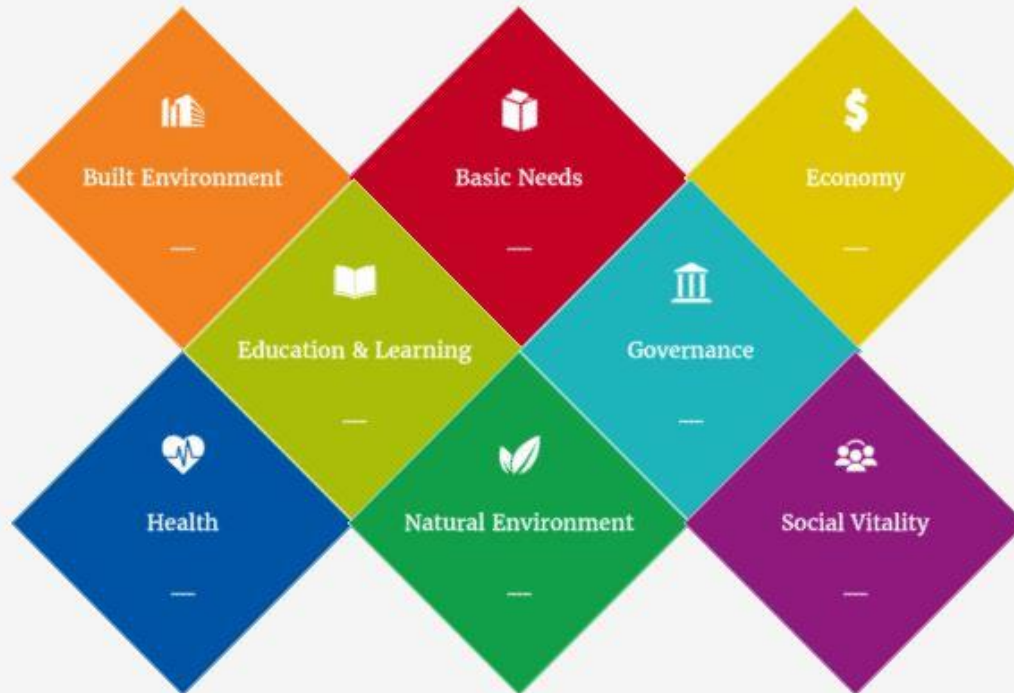 Built Environment
Basic Needs
Economy
Education & Learning
Governance
Health
Natural Environment
Social Vitality